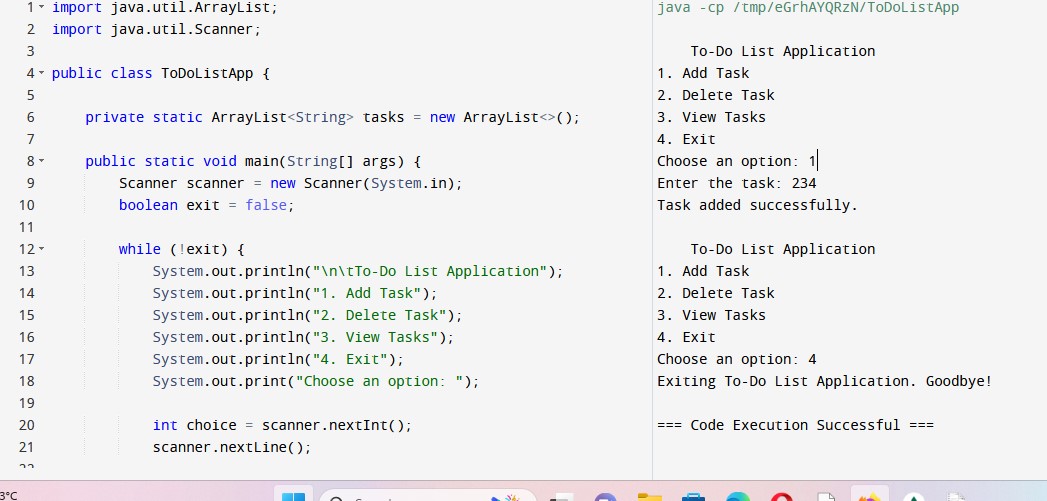 1 import java.util.ArrayList;
2 import java.util.Scanner;
3
4 public class ToDoListApp {
5
6 private static ArrayList<String> tasks = new ArrayList<>();
7
8 public static void main(String[] args) {
9 Scanner scanner = new Scanner(System.in);
10 boolean exit = false;
11
12 while (!exit) {
13 System.out.println("\n\tTo-Do List Application");
14 System.out.println("1. Add Task");
15 System.out.println("2. Delete Task");
16 System.out.println("3. View Tasks");
17 System.out.println("4. Exit");
18 System.out.print("Choose an option: ");
19
20 int choice = scanner.nextInt();
21 scanner.nextLine();
java -cp /tmp/eGrhAYQRzN/ToDoListApp
To-Do List Application
1. Add Task
2. Delete Task
3. View Tasks
4. Exit
Choose an option: 1
Enter the task: 234
Task added successfully.
To-Do List Application
1. Add Task
2. Delete Task
3. View Tasks
4. Exit
Choose an option: 4
Exiting To-Do List Application. Goodbye!
=== Code Execution Successful ===
3°C